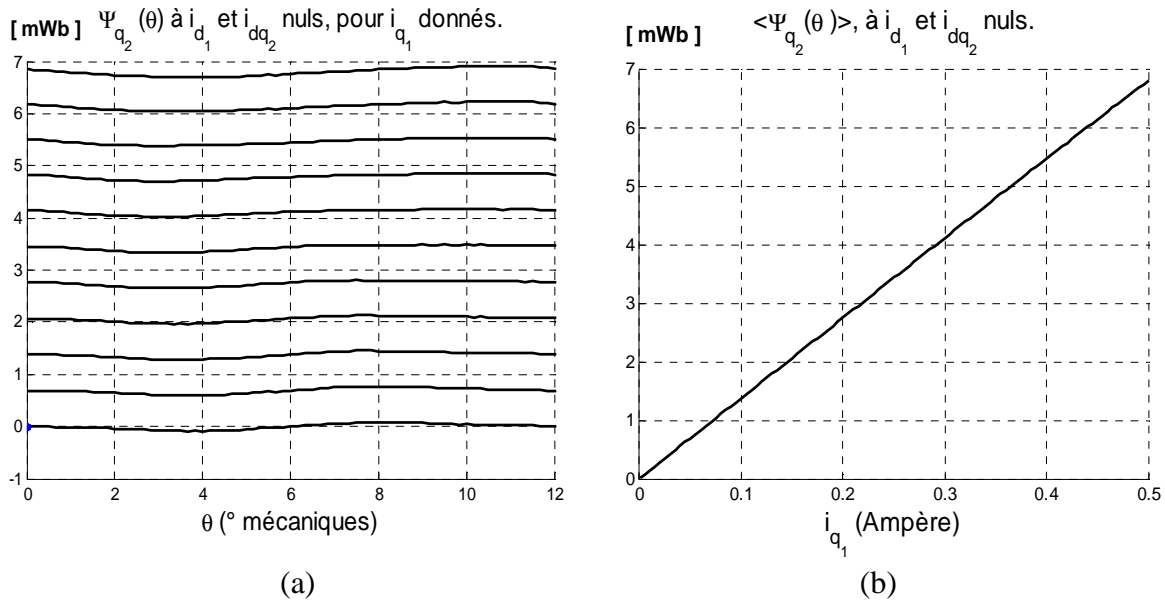 [ mWb ] Ψq2 (θ) à id1 et idq2 nuls, pour iq1 donnés.
7
6
5
4
3
2
1
0
-1
0 2 4 6 8 10 12
θ (° mécaniques)
(a)
[ mWb ] <Ψq2(θ )>, à id1 et idq2 nuls.
7
6
5
4
3
2
1
0
0 0.1 0.2 0.3 0.4 0.5
iq1 (Ampère)
(b)